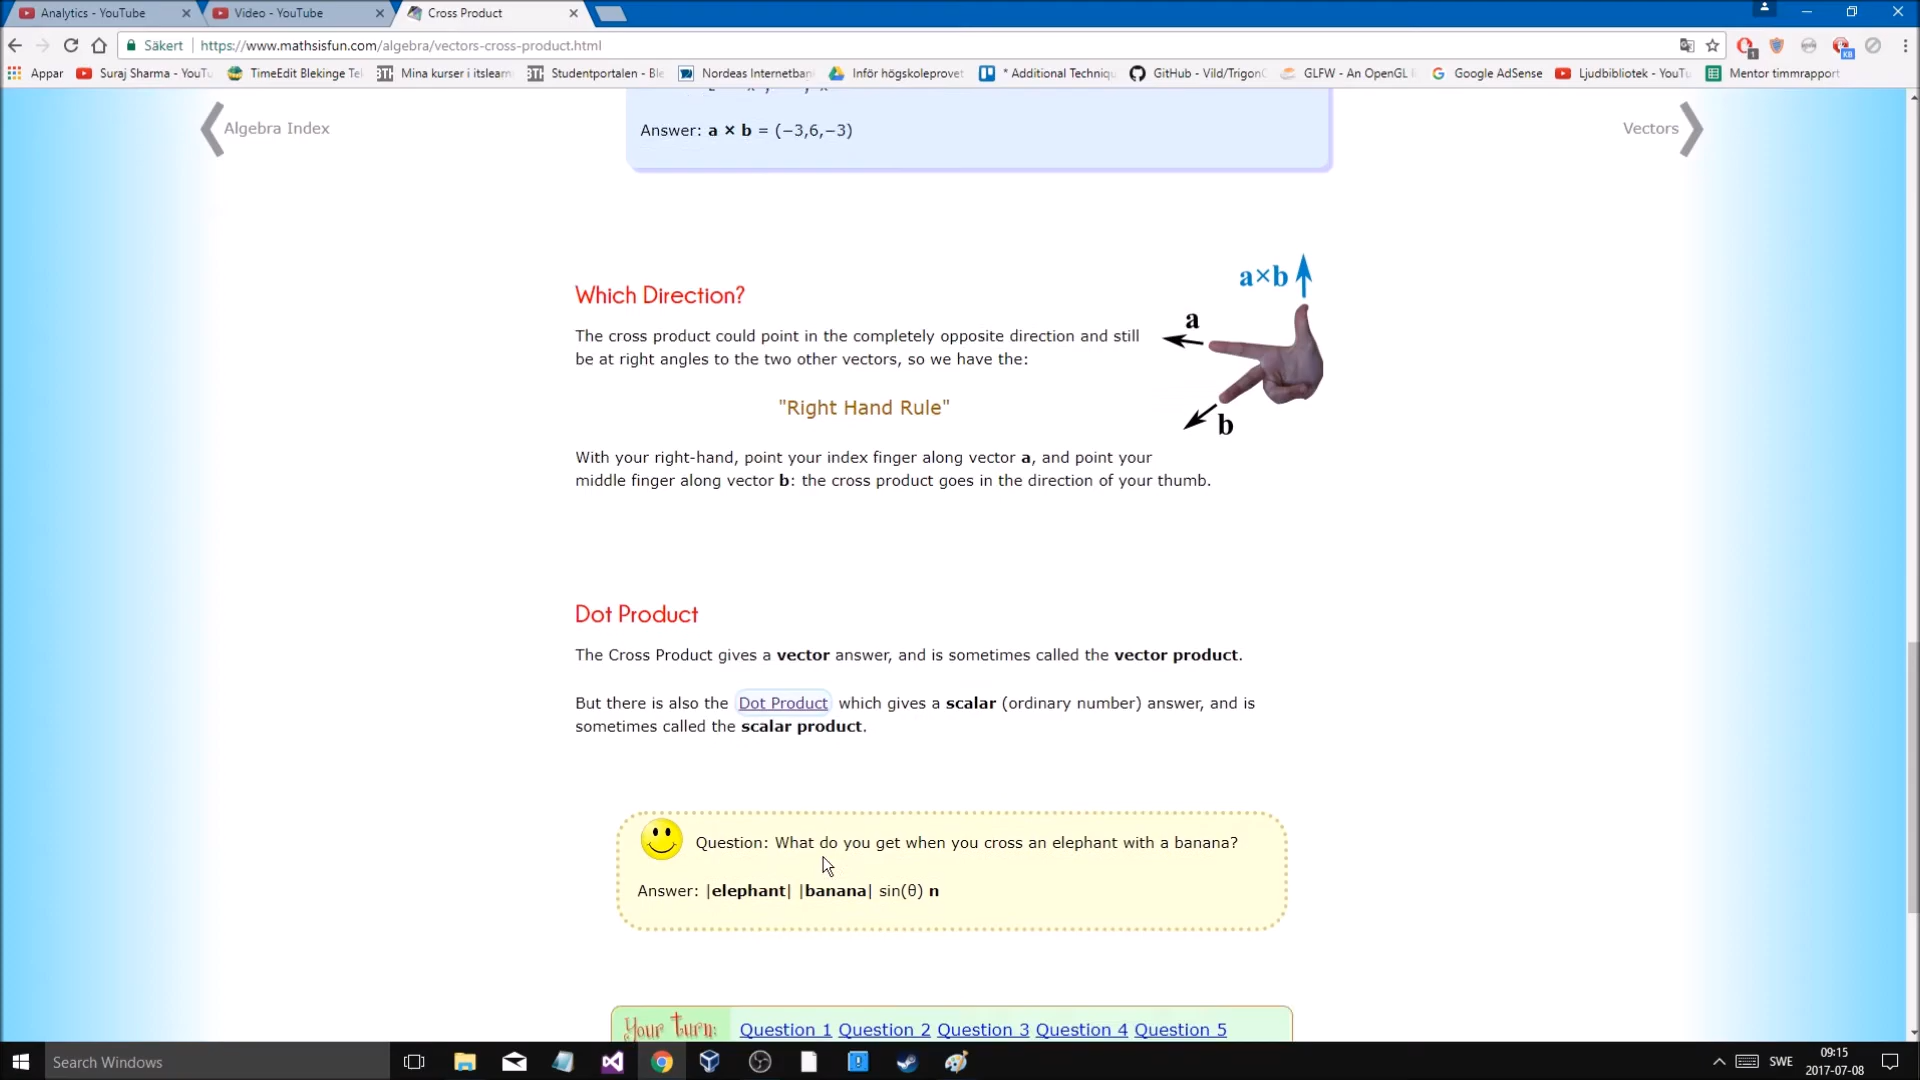 Analytics - YouTube
Video - YouTube
Cross Product
Säkert
https://www.mathsisfun.com/algebra/vectors-cross-product.html
Appar
Suraj Sharma - YouTu
TimeEdit Blekinge Te
Mina kurser i itslearn
Studentportalen - Ble
Nordeas Internetban
Inför högskoleprovet
* Additional Techniqu
GitHub - Vild/Trigon
GLFW - An OpenGL
Google AdSense
Ljudbibliotek - YouTu
Mentor timmrapport
Algebra Index
Vectors
Answer: a × b = (−3,6,−3)
Which Direction?
The cross product could point in the completely opposite direction and still
be at right angles to the two other vectors, so we have the:
"Right Hand Rule"
With your right-hand, point your index finger along vector a, and point your
middle finger along vector b: the cross product goes in the direction of your thumb.
a×b
a
b
Dot Product
The Cross Product gives a vector answer, and is sometimes called the vector product.
But there is also the Dot Product which gives a scalar (ordinary number) answer, and is
sometimes called the scalar product.
Question: What do you get when you cross an elephant with a banana?
Answer: |elephant| |banana| sin(θ) n
Your turn:
Question 1 Question 2 Question 3 Question 4 Question 5
Search Windows
SWE
09:15
2017-07-08